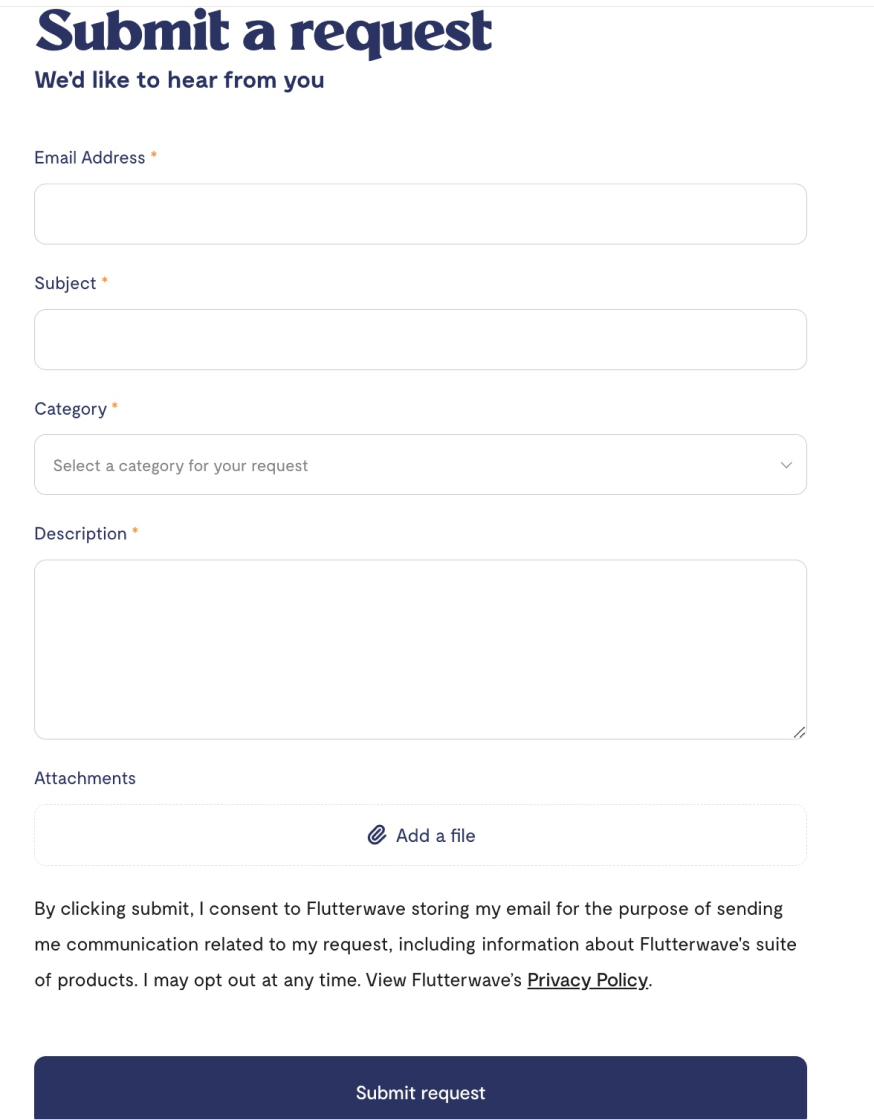 Submit a request
We'd like to hear from you
Email Address *
Subject *
Category *
Select a category for your request
Description *
Attachments
Add a file
By clicking submit, I consent to Flutterwave storing my email for the purpose of sending
me communication related to my request, including information about Flutterwave's suite
of products. I may opt out at any time. View Flutterwave’s Privacy Policy.
Submit request